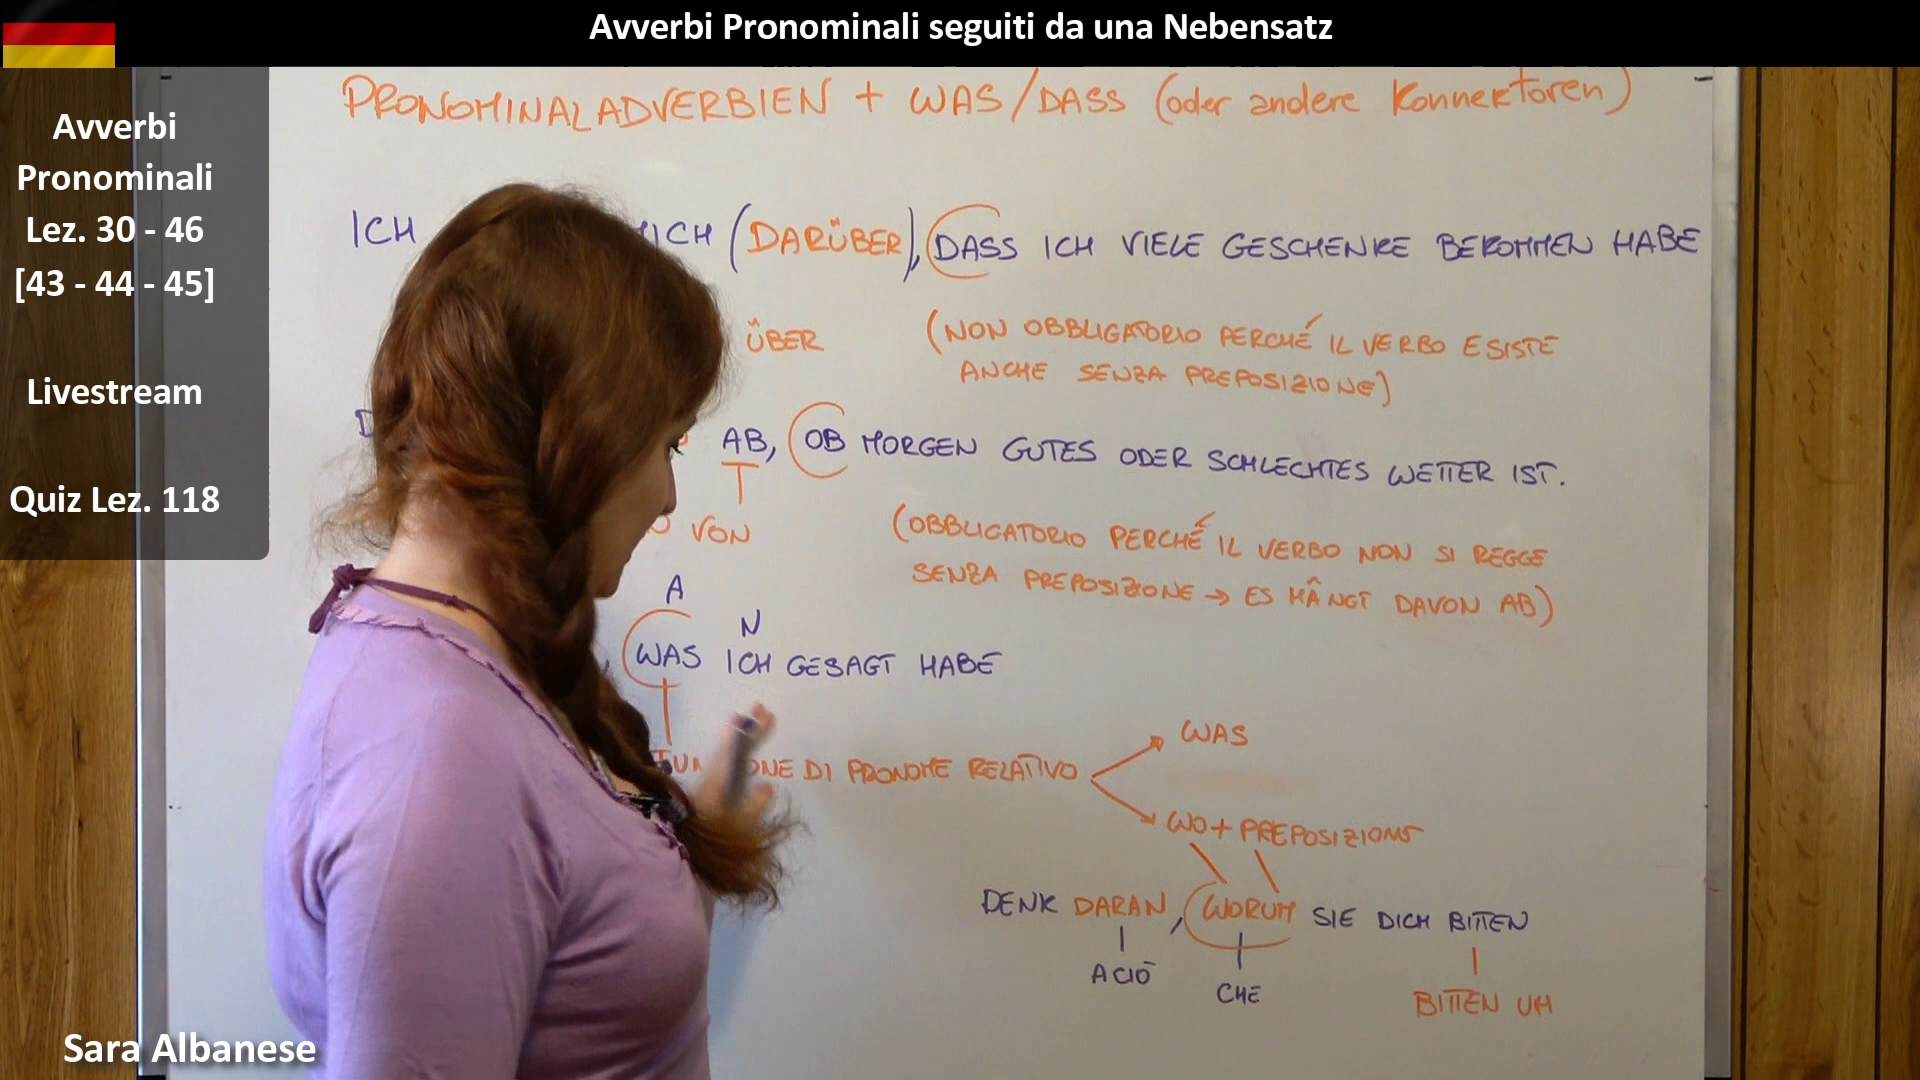 Avverbi Pronominali seguiti da una Nebensatz
Avverbi
Pronominali
Lez. 30 - 46
[43 - 44 - 45]
Livestream
Quiz Lez. 118
PRONOMINALADVERBIEN + WAS/DASS (oder andere Konnektoren)
ICH MICH (DARÜBER), DASS ICH VIELE GESCHENKE BEKOMMEN HABE
ÜBER (NON OBBLIGATORIO PERCHÉ IL VERBO ESISTE
ANCHE SENZA PREPOSIZIONE)
AB, OB MORGEN GUTES ODER SCHLECHTES WETTER IST.
VON (OBBLIGATORIO PERCHÉ IL VERBO NON SI REGGE
SENZA PREPOSIZIONE → ES HÄNGT DAVON AB)
A
N
, WAS ICH GESAGT HABE
WAS
FUNZIONE DI PRONOME RELATIVO
WO + PREPOSIZIONE
DENK DARAN, WORUM SIE DICH BITTEN
A CIÒ
CHE
BITTEN UM
Sara Albanese